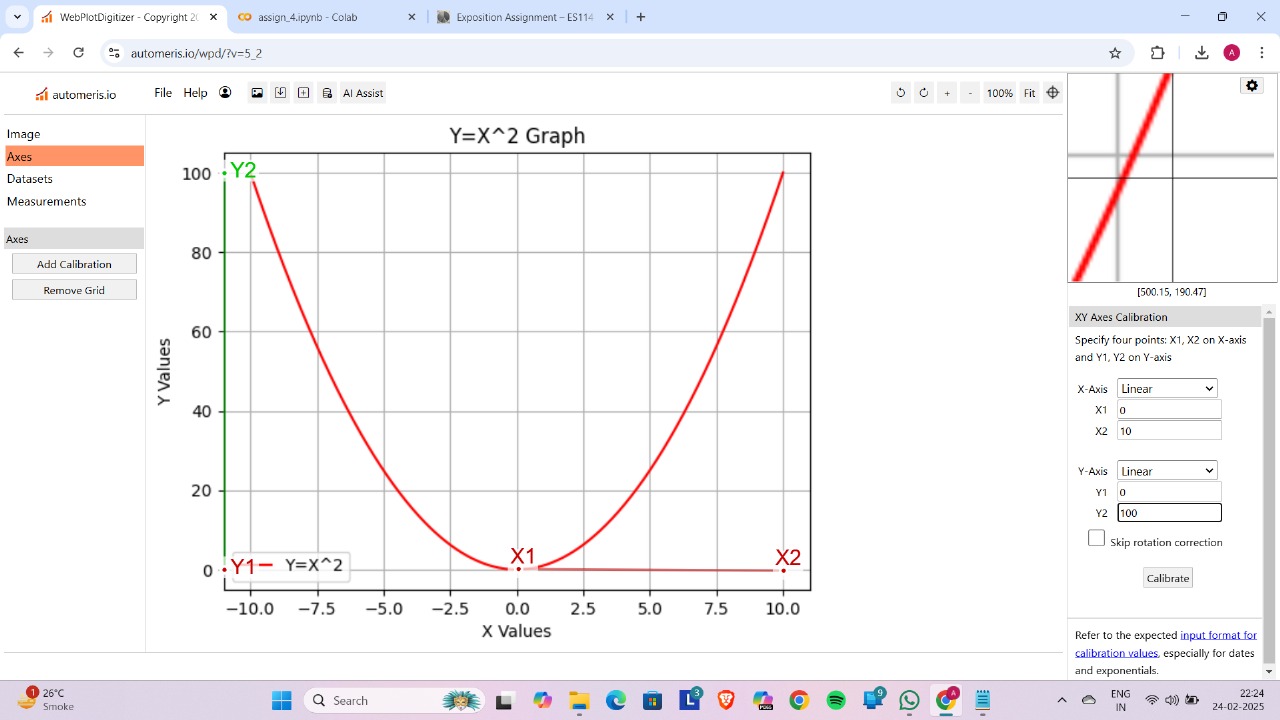 WebPlotDigitizer - Copyright 20
assign_4.ipynb - Colab
Exposition Assignment – ES114
automeris.io/wpd/?v=5_2
A
automeris.io
File Help AI Assist
+ - 100% Fit
Image
Axes
Datasets
Measurements
Axes
Add Calibration
Remove Grid
Y=X^2 Graph
100
80
60
40
20
0
Y2
Y Values
Y1
Y=X^2
X1
X2
−10.0 −7.5 −5.0 −2.5 0.0 2.5 5.0 7.5 10.0
X Values
[500.15, 190.47]
XY Axes Calibration
Specify four points: X1, X2 on X-axis
and Y1, Y2 on Y-axis
X-Axis Linear
X1 0
X2 10
Y-Axis Linear
Y1 0
Y2 100
Skip rotation correction
Calibrate
Refer to the expected input format for
calibration values, especially for dates
and exponentials.
1
26°C
Smoke
Search
3
9
A
ENG
IN
22:24
24-02-2025